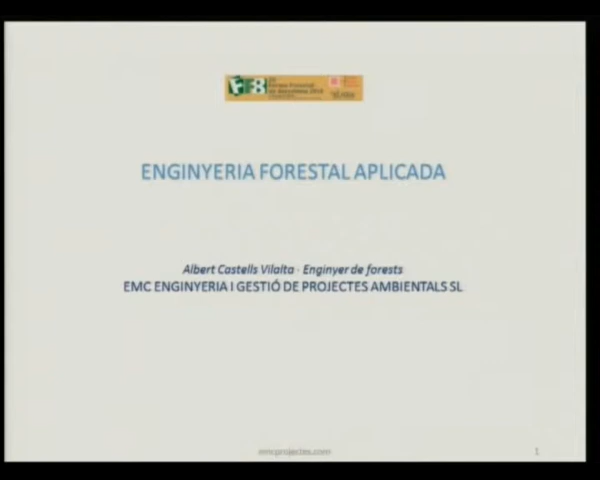 FFB
ENGINYERIA FORESTAL APLICADA
Albert Castells Vilalta · Enginyer de forests
EMC ENGINYERIA I GESTIÓ DE PROJECTES AMBIENTALS SL
emcprojectes.com
1